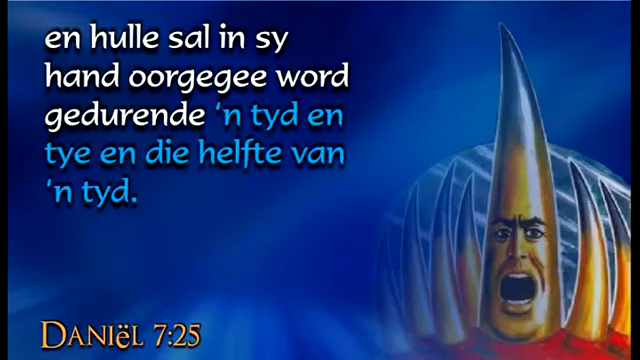 en hulle sal in sy
hand oorgegee word
gedurende ‘n tyd en
tye en die helfte van
‘n tyd.
DANIëL 7:25